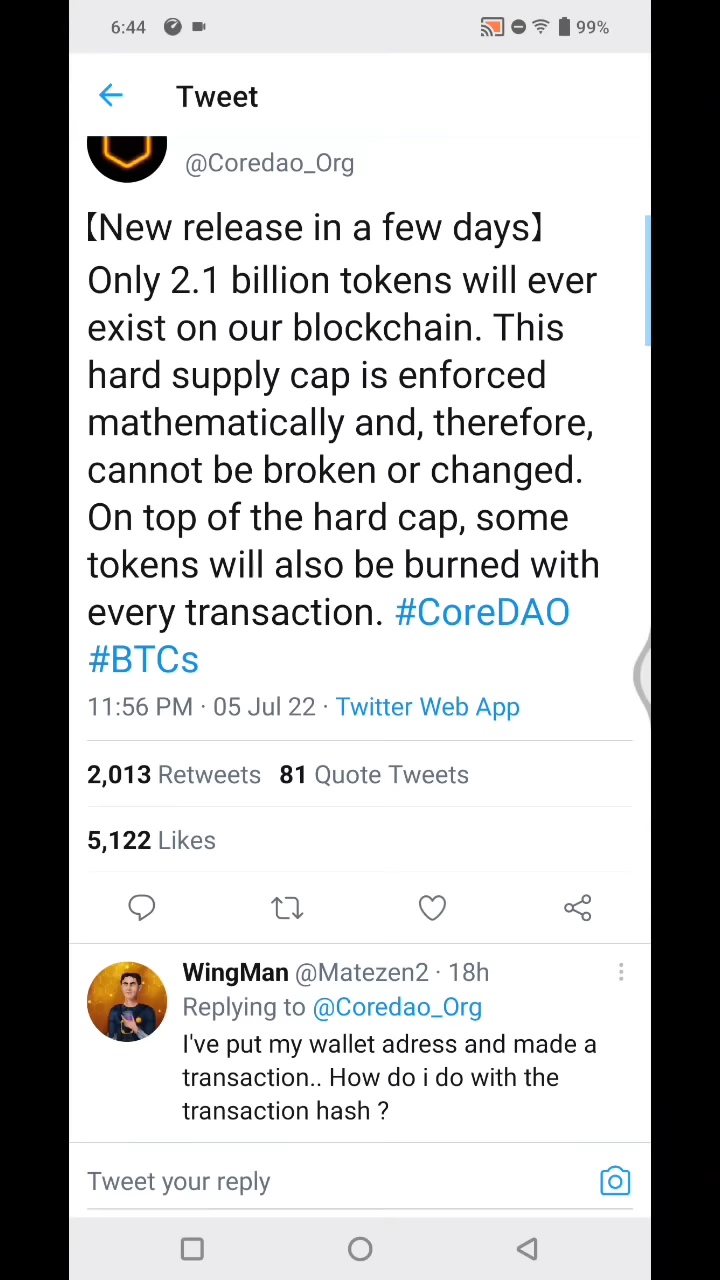 6:44 99%
Tweet
@Coredao_Org
【New release in a few days】
Only 2.1 billion tokens will ever
exist on our blockchain. This
hard supply cap is enforced
mathematically and, therefore,
cannot be broken or changed.
On top of the hard cap, some
tokens will also be burned with
every transaction. #CoreDAO
#BTCs
11:56 PM · 05 Jul 22 · Twitter Web App
2,013 Retweets 81 Quote Tweets
5,122 Likes
WingMan @Matezen2 · 18h
Replying to @Coredao_Org
I've put my wallet adress and made a
transaction.. How do i do with the
transaction hash ?
Tweet your reply